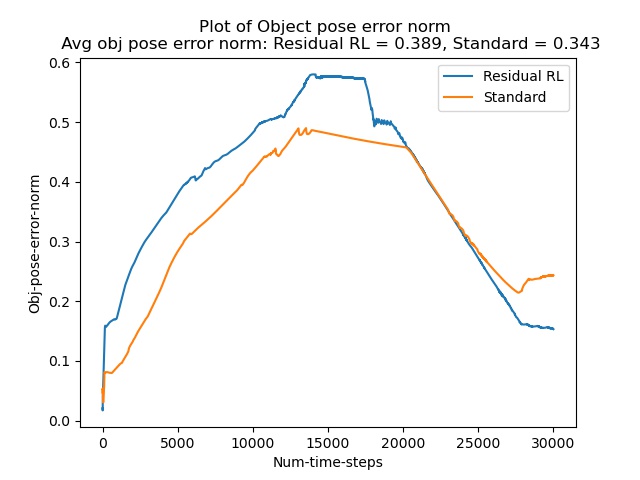 Plot of Object pose error norm
Avg obj pose error norm: Residual RL = 0.389, Standard = 0.343
Residual RL
Standard
Obj-pose-error-norm
0.6
0.5
0.4
0.3
0.2
0.1
0.0
0 5000 10000 15000 20000 25000 30000
Num-time-steps